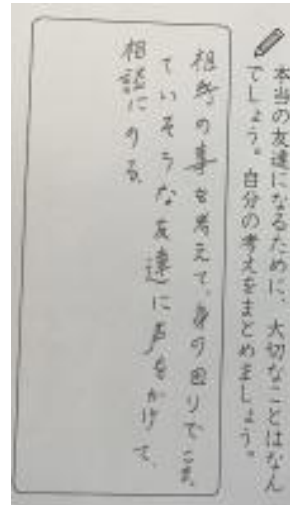 本当の友達になるために、大切なことはなん
でしょう。自分の考えをまとめましょう。
相手の事を考えて、身の回りでこまっ
ていそうな友達に声をかけて、
相談にのる。